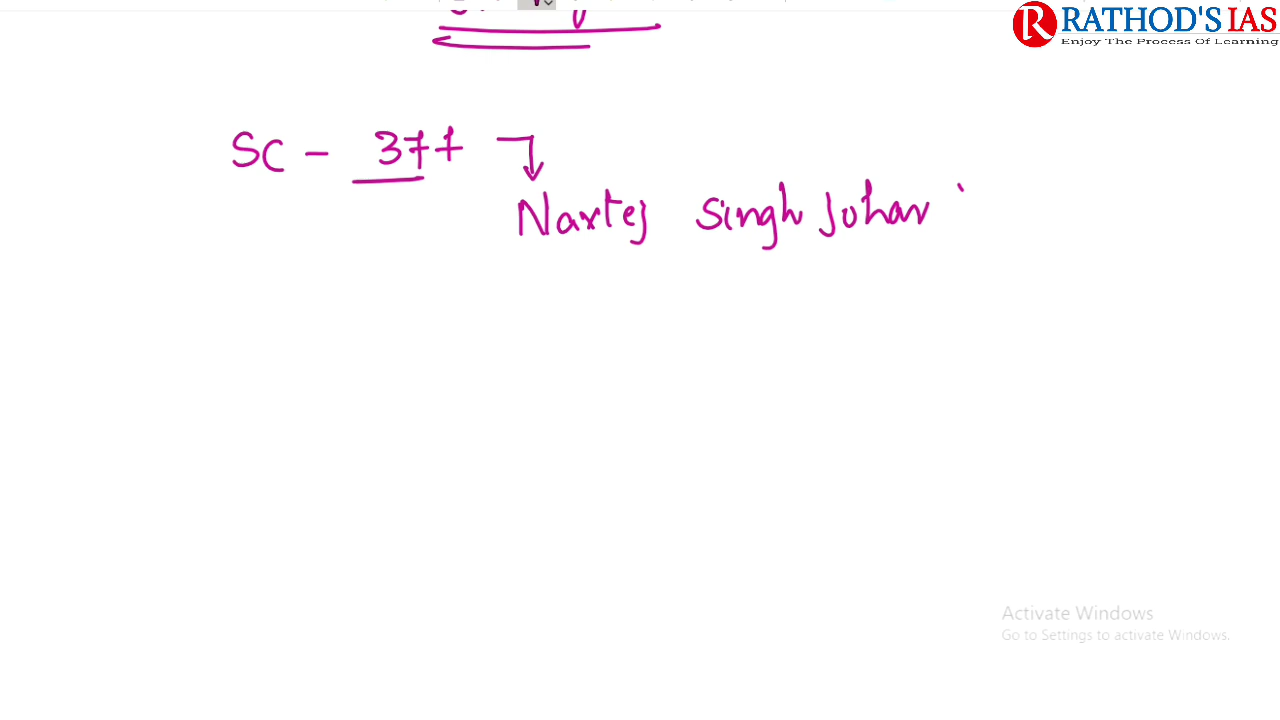 RATHOD'S IAS
Enjoy The Process Of Learning
SC - 377
Navtej Singh Johar
Activate Windows
Go to Settings to activate Windows.